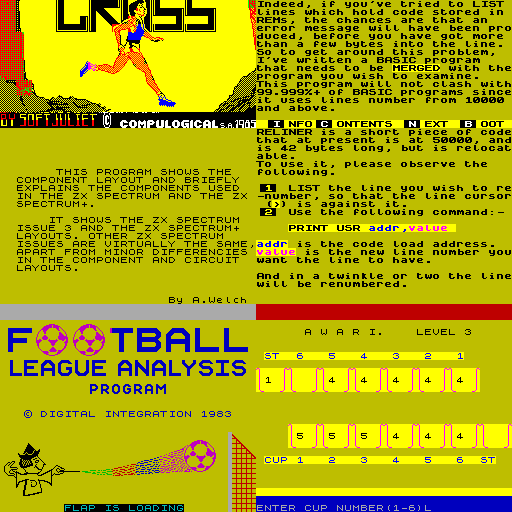 CROSS
BY SOFTJULIET © COMPULOGICAL S.A. 1985
Indeed, if you've tried to LIST
lines which hold code stored in
REMs, the chances are that an
error message will have been pro
duced, before you have got more
than a few bytes into the line.
So to get around this problem,
I've written a BASIC program
that needs to be MERGED with the
program you wish to examine.
This program will not clash with
99.999% of BASIC programs since
it uses lines number from 10000
and above.
I NFO C ONTENTS N EXT B OOT
RELINER is a short piece of code
that at present is at 50000, and
is 42 bytes long, but is relocat
able.
To use it, please observe the
following.
1 LIST the line you wish to re
-number, so that the line cursor
(>) is against it.
2 Use the following command:-
PRINT USR addr,value
addr is the code load address.
value is the new line number you
want the line to have.
And in a twinkle or two the line
will be renumbered.
THIS PROGRAM SHOWS THE
COMPONENT LAYOUT AND BRIEFLY
EXPLAINS THE COMPONENTS USED
IN THE ZX SPECTRUM AND THE ZX
SPECTRUM+.
IT SHOWS THE ZX SPECTRUM
ISSUE 3 AND THE ZX SPECTRUM+
LAYOUTS. OTHER ZX SPECTRUM
ISSUES ARE VIRTUALLY THE SAME,
APART FROM MINOR DIFFERENCES
IN THE COMPONENT AND CIRCUIT
LAYOUTS.
By A.Welch
FOOTBALL
LEAGUE ANALYSIS
PROGRAM
© DIGITAL INTEGRATION 1983
FLAP IS LOADING
A W A R I. LEVEL 3
ST 6 5 4 3 2 1
1 4 4 4 4 4
5 5 4 4 4
CUP 1 2 3 4 5 6 ST
ENTER CUP NUMBER(1-6)L